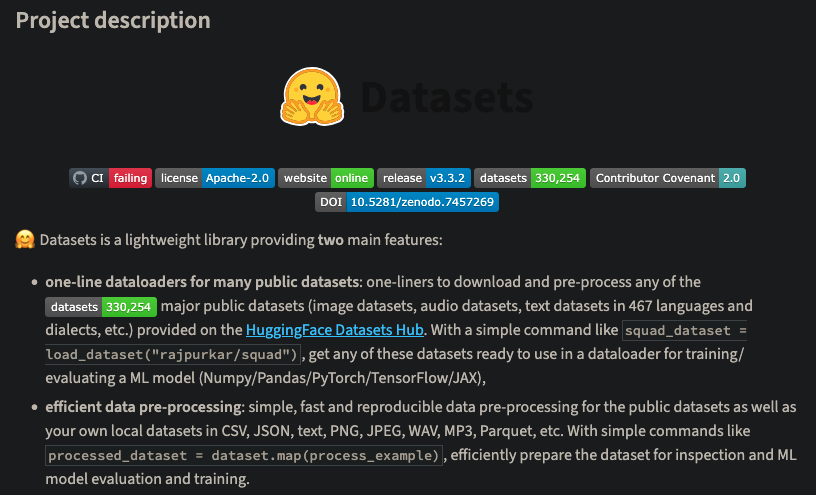 Project description
Datasets
CI failing license Apache-2.0 website online release v3.3.2 datasets 330,254 Contributor Covenant 2.0
DOI 10.5281/zenodo.7457269
🤗 Datasets is a lightweight library providing two main features:
• one-line dataloaders for many public datasets: one-liners to download and pre-process any of the
datasets 330,254 major public datasets (image datasets, audio datasets, text datasets in 467 languages and
dialects, etc.) provided on the HuggingFace Datasets Hub. With a simple command like squad_dataset =
load_dataset("rajpurkar/squad"), get any of these datasets ready to use in a dataloader for training/
evaluating a ML model (Numpy/Pandas/PyTorch/TensorFlow/JAX),
• efficient data pre-processing: simple, fast and reproducible data pre-processing for the public datasets as well as
your own local datasets in CSV, JSON, text, PNG, JPEG, WAV, MP3, Parquet, etc. With simple commands like
processed_dataset = dataset.map(process_example), efficiently prepare the dataset for inspection and ML
model evaluation and training.